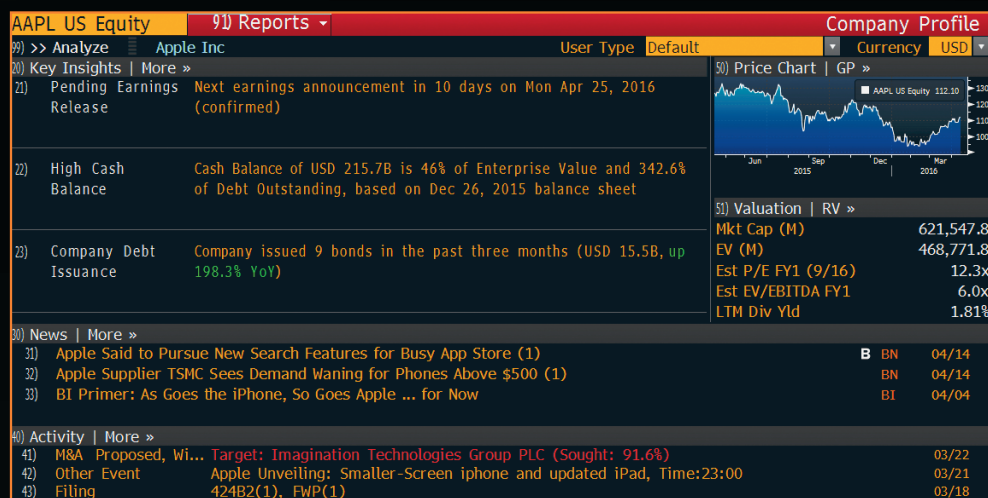 AAPL US Equity 91) Reports Company Profile
99) >> Analyze Apple Inc User Type Default Currency USD
20) Key Insights | More »
21) Pending Earnings Next earnings announcement in 10 days on Mon Apr 25, 2016
Release (confirmed)
22) High Cash Cash Balance of USD 215.7B is 46% of Enterprise Value and 342.6%
Balance of Debt Outstanding, based on Dec 26, 2015 balance sheet
23) Company Debt Company issued 9 bonds in the past three months (USD 15.5B, up
Issuance 198.3% YoY)
50) Price Chart | GP »
AAPL US Equity 112.10
130
120
110
100
Jun Sep Dec Mar
2015 2016
51) Valuation | RV »
Mkt Cap (M) 621,547.8
EV (M) 468,771.8
Est P/E FY1 (9/16) 12.3x
Est EV/EBITDA FY1 6.0x
LTM Div Yld 1.81%
30) News | More »
31) Apple Said to Pursue New Search Features for Busy App Store (1) B BN 04/14
32) Apple Supplier TSMC Sees Demand Waning for Phones Above $500 (1) BN 04/14
33) BI Primer: As Goes the iPhone, So Goes Apple ... for Now BI 04/04
40) Activity | More »
41) M&A Proposed, Wi... Target: Imagination Technologies Group PLC (Sought: 91.6%) 03/22
42) Other Event Apple Unveiling: Smaller-Screen iphone and updated iPad, Time:23:00 03/21
43) Filing 424B2(1), FWP(1) 03/18